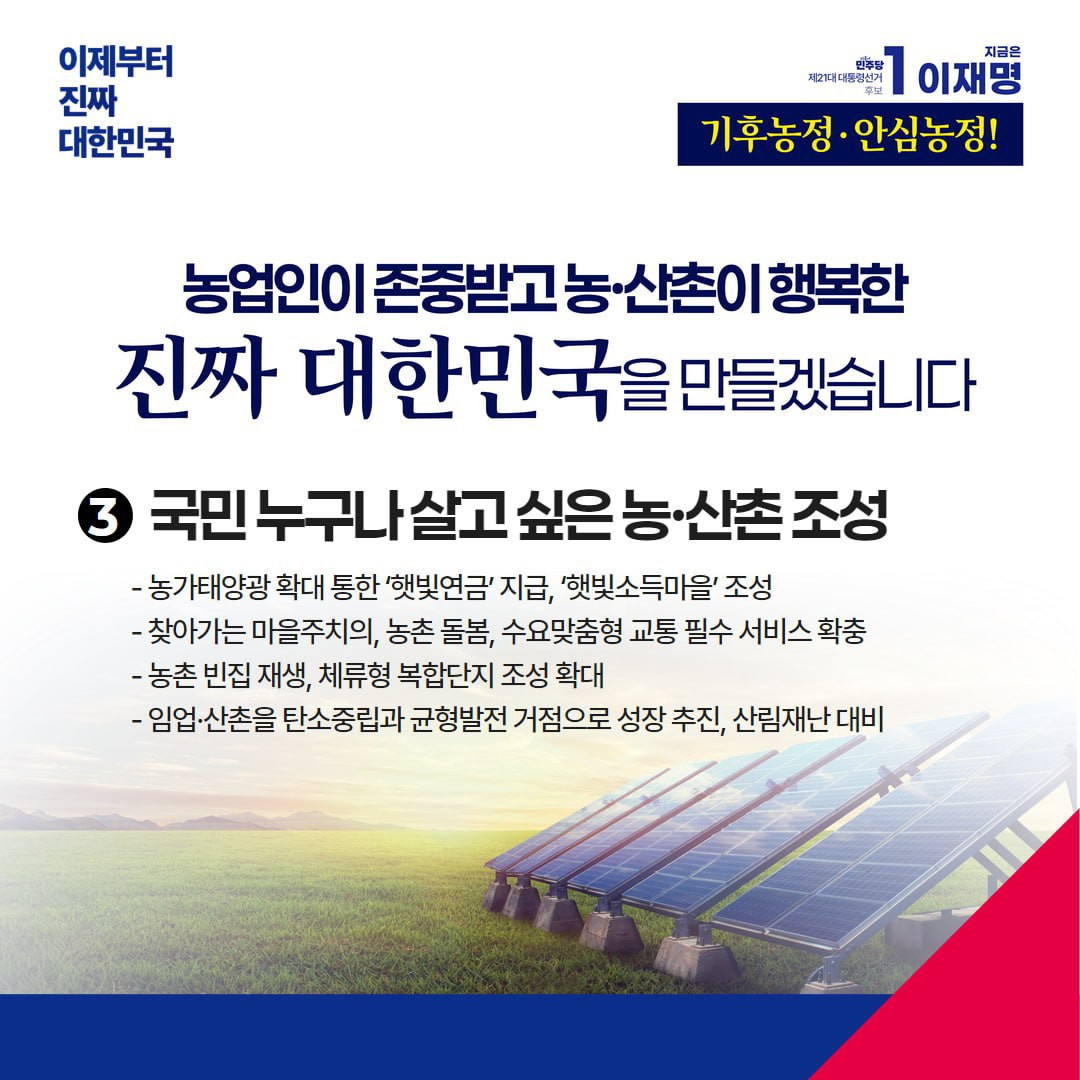 이제부터
진짜
대한민국
지금은
민주당
제21대 대통령선거
후보
1
이재명
기후농정·안심농정!
농업인이 존중받고 농·산촌이 행복한
진짜 대한민국을 만들겠습니다
3 국민 누구나 살고 싶은 농·산촌 조성
- 농가태양광 확대 통한 ‘햇빛연금’ 지급, ‘햇빛소득마을’ 조성
- 찾아가는 마을주치의, 농촌 돌봄, 수요맞춤형 교통 필수 서비스 확충
- 농촌 빈집 재생, 체류형 복합단지 조성 확대
- 임업·산촌을 탄소중립과 균형발전 거점으로 성장 추진, 산림재난 대비